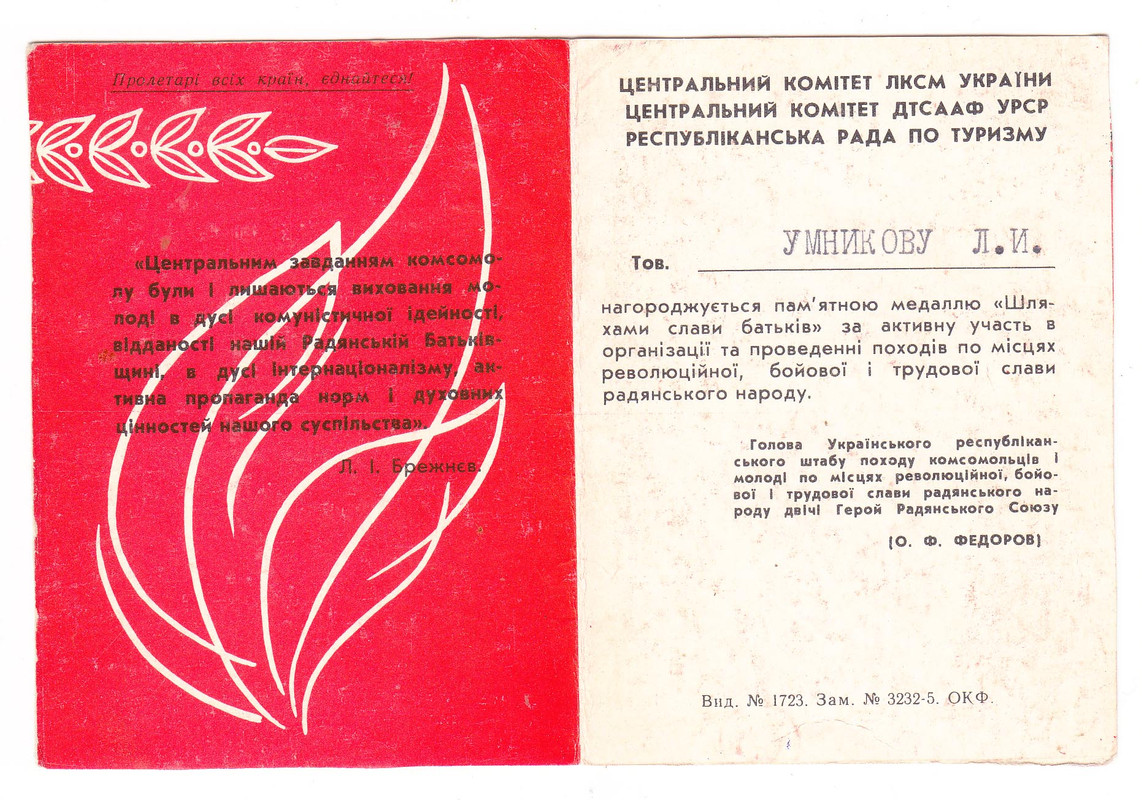 Пролетарі всіх країн, єднайтеся!
«Центральним завданням комсомо-
лу були і лишаються виховання мо-
лоді в дусі комуністичної ідейності,
відданості нашій Радянській Батьків-
щині, в дусі інтернаціоналізму, ак-
тивна пропаганда норм і духовних
цінностей нашого суспільства».
Л. І. Брежнєв.
ЦЕНТРАЛЬНИЙ КОМІТЕТ ЛКСМ УКРАЇНИ
ЦЕНТРАЛЬНИЙ КОМІТЕТ ДТСААФ УРСР
РЕСПУБЛІКАНСЬКА РАДА ПО ТУРИЗМУ
Тов. УМНИКОВУ Л.И.
нагороджується пам'ятною медаллю «Шля-
хами слави батьків» за активну участь в
організації та проведенні походів по місцях
революційної, бойової і трудової слави
радянського народу.
Голова Українського республікан-
ського штабу походу комсомольців і
молоді по місцях революційної, бойо-
вої і трудової слави радянського на-
роду двічі Герой Радянського Союзу
(О. Ф. ФЕДОРОВ)
Вид. № 1723. Зам. № 3232-5. ОКФ.